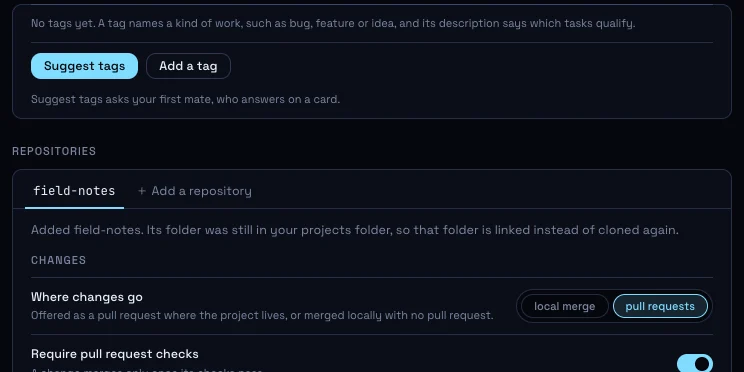 No tags yet. A tag names a kind of work, such as bug, feature or idea, and its description says which tasks qualify.
Suggest tags
Add a tag
Suggest tags asks your first mate, who answers on a card.
REPOSITORIES
field-notes
+ Add a repository
Added field-notes. Its folder was still in your projects folder, so that folder is linked instead of cloned again.
CHANGES
Where changes go
Offered as a pull request where the project lives, or merged locally with no pull request.
local merge
pull requests
Require pull request checks